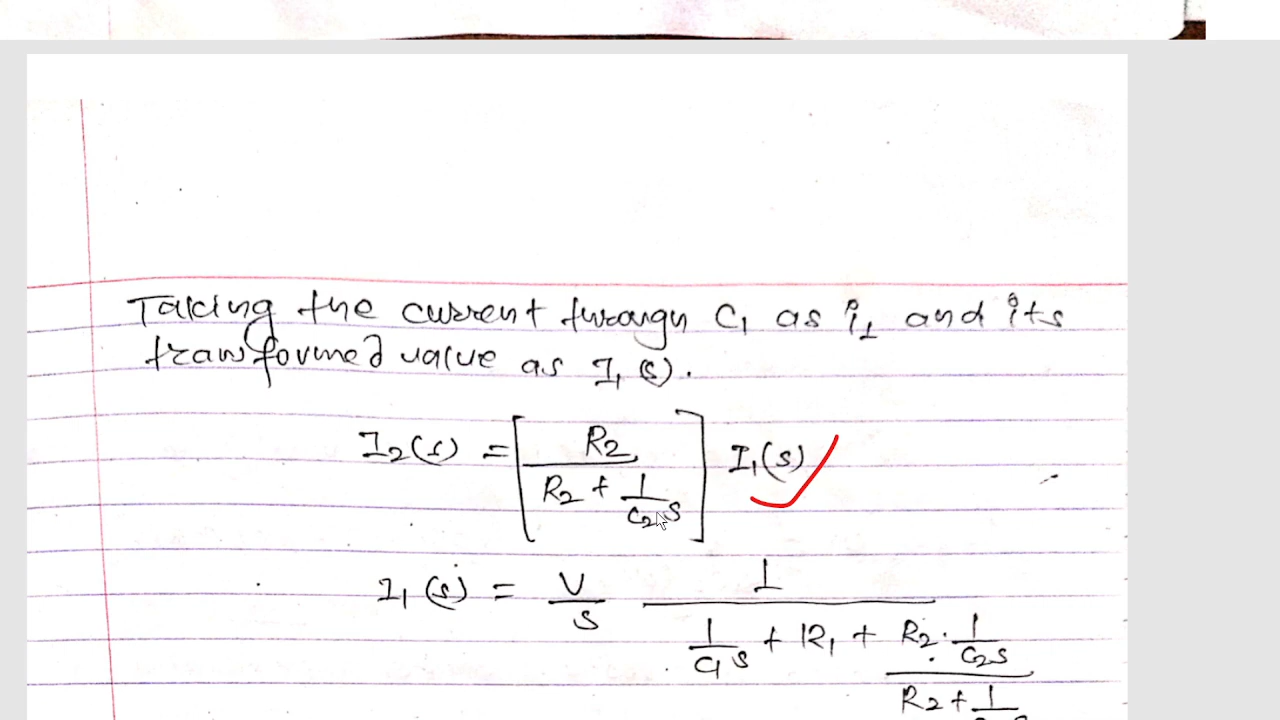 Taking the current through C₁ as i₁ and its
transformed value as I₁(s).
I₂(s) = [R₂ / (R₂ + 1/C₂s)] I₁(s)
I₁(s) = V/s 1 / (1/C₁s + R₁ + (R₂ · 1/C₂s) / (R₂ + 1